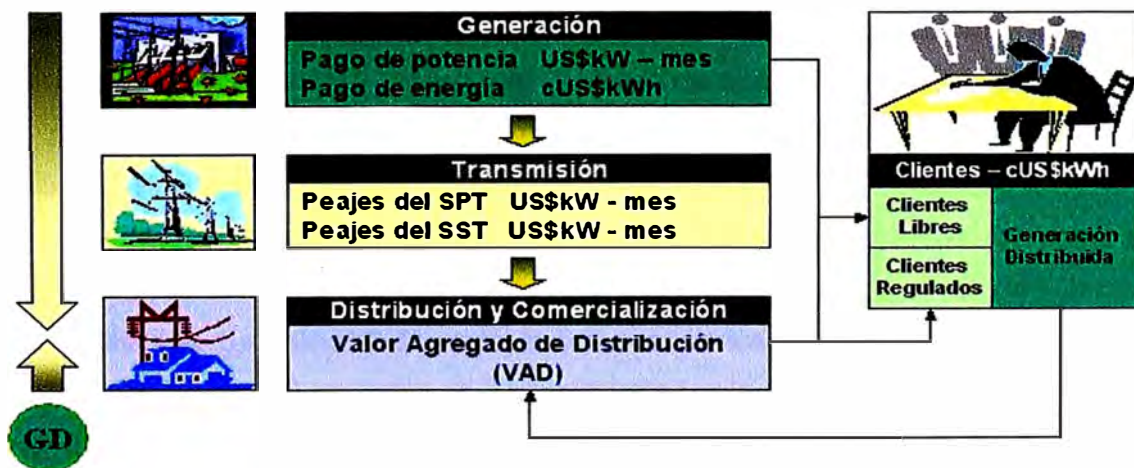 Generación
Pago de potencia US$kW – mes
Pago de energía cUS$kWh
Transmisión
Peajes del SPT US$kW - mes
Peajes del SST US$kW - mes
Distribución y Comercialización
Valor Agregado de Distribución
(VAD)
Clientes – cUS$kWh
Clientes
Libres
Generación
Distribuida
Clientes
Regulados
GD